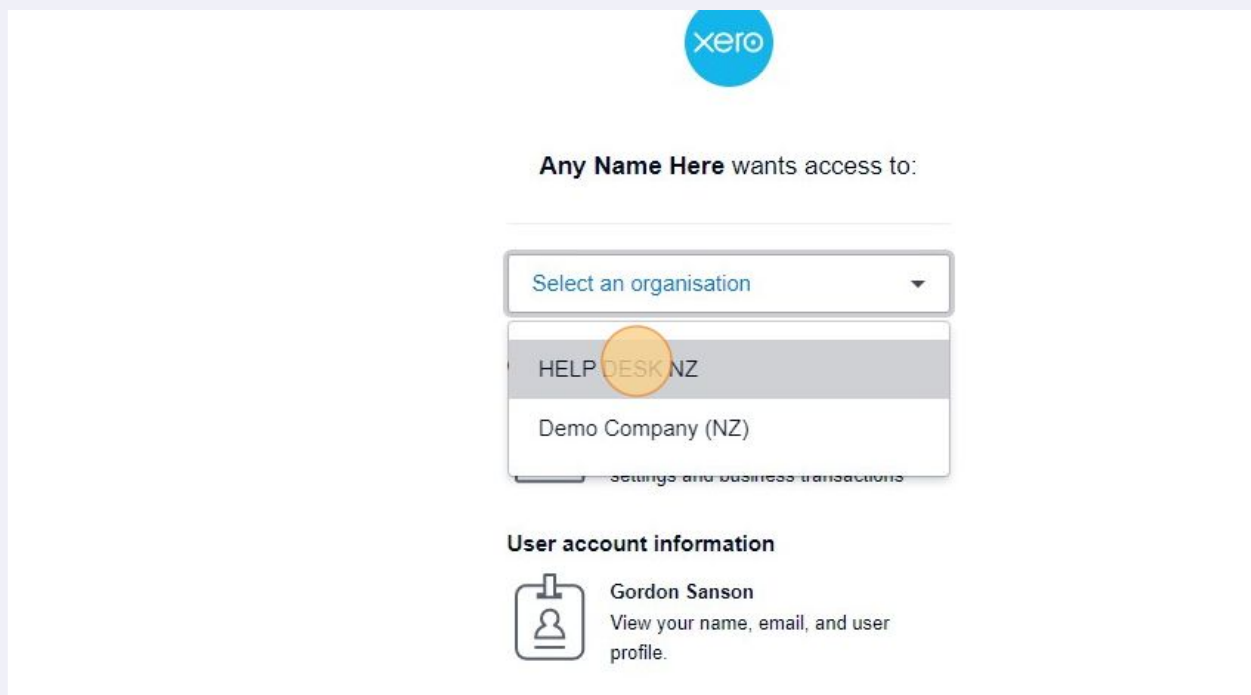 xero
Any Name Here wants access to:
Select an organisation
HELP DESK NZ
Demo Company (NZ)
settings and business transactions
User account information
Gordon Sanson
View your name, email, and user
profile.